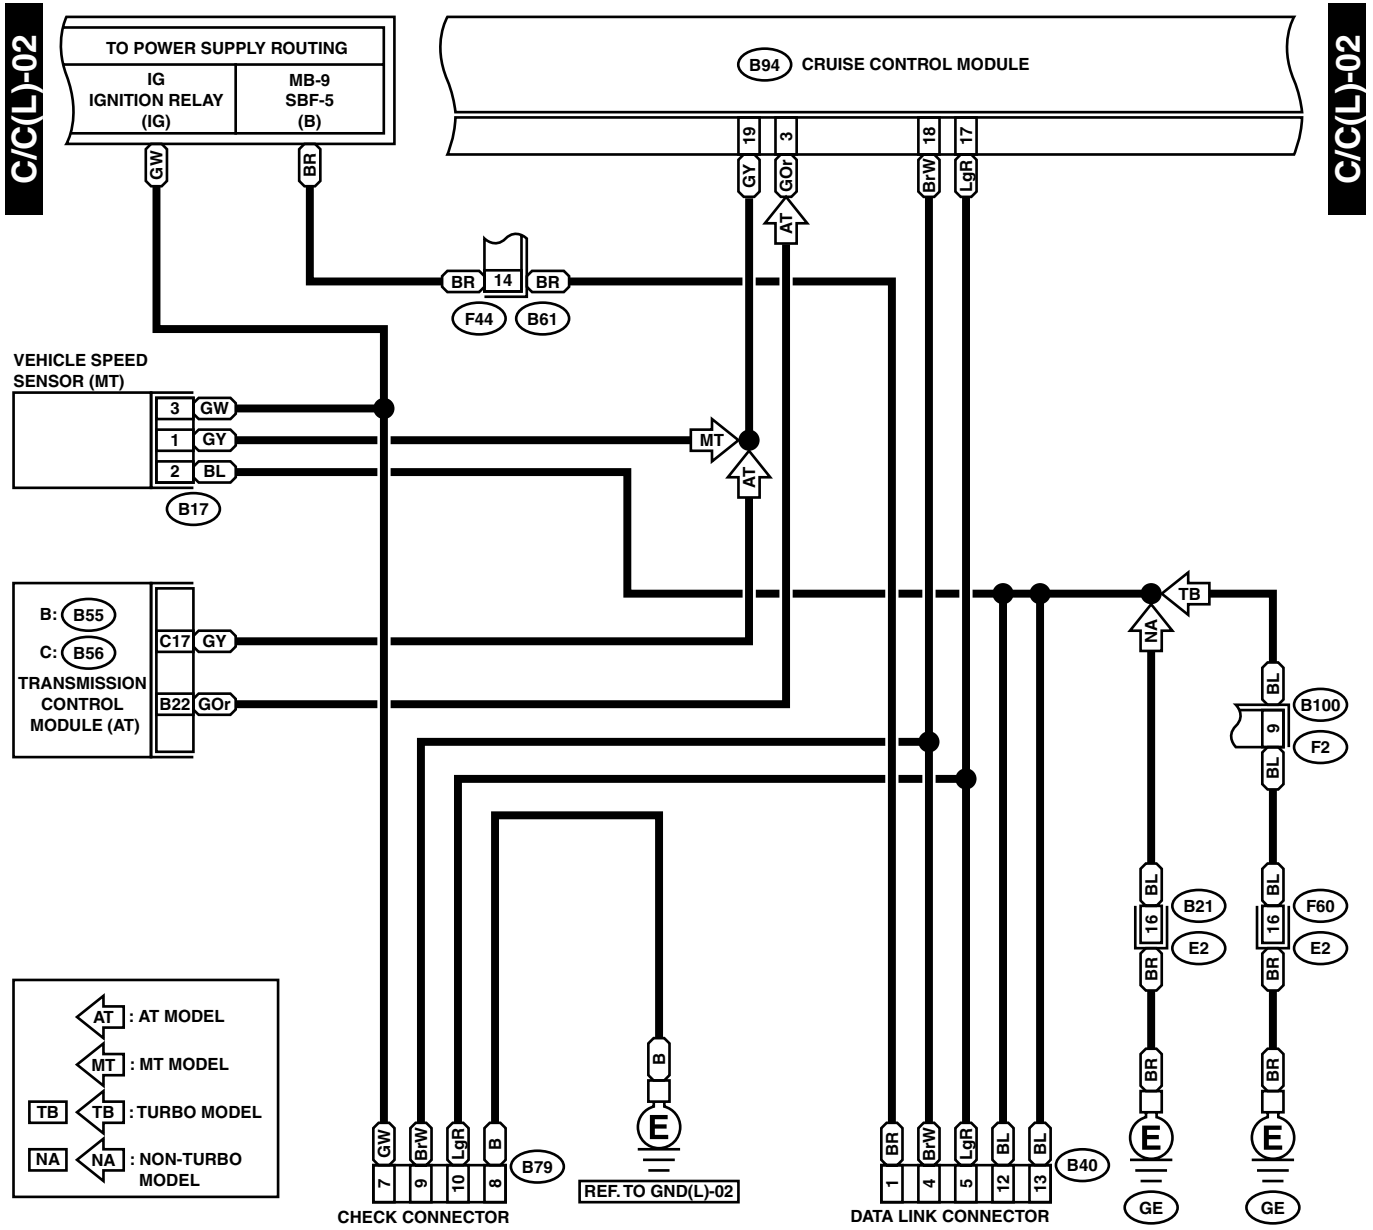 C/C(L)-02
C/C(L)-02
TO POWER SUPPLY ROUTING
IG
IGNITION RELAY
(IG)
MB-9
SBF-5
(B)
B94 CRUISE CONTROL MODULE
19 3 18 17
GW BR GY GOr BrW LgR
AT
BR 14 BR
F44 B61
VEHICLE SPEED
SENSOR (MT)
3 GW
1 GY
2 BL
B17
MT
AT
B: B55
C: B56
TRANSMISSION
CONTROL
MODULE (AT)
C17 GY
B22 GOr
TB
NA
BL
B100
9
F2
BL
BL BL
16 B21 16 F60
E2 E2
BR BR
AT : AT MODEL
MT : MT MODEL
TB TB : TURBO MODEL
NA NA : NON-TURBO
MODEL
B
E
REF. TO GND(L)-02
BR BR
E E
GE GE
GW BrW LgR B
7 9 10 8
B79
CHECK CONNECTOR
BR BrW LgR BL BL
1 4 5 12 13
B40
DATA LINK CONNECTOR